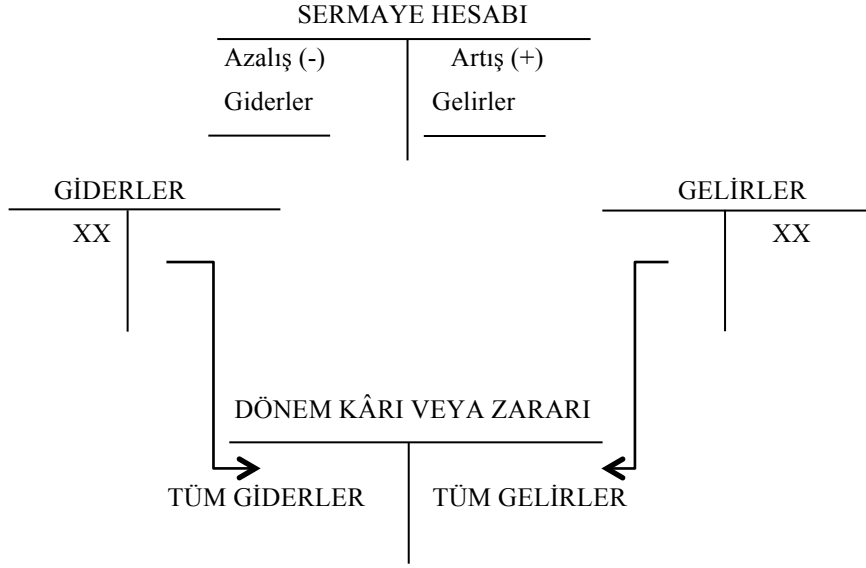 SERMAYE HESABI
Azalış (-) Artış (+)
Giderler Gelirler
GİDERLER GELİRLER
XX XX
DÖNEM KÂRI VEYA ZARARI
TÜM GİDERLER TÜM GELİRLER